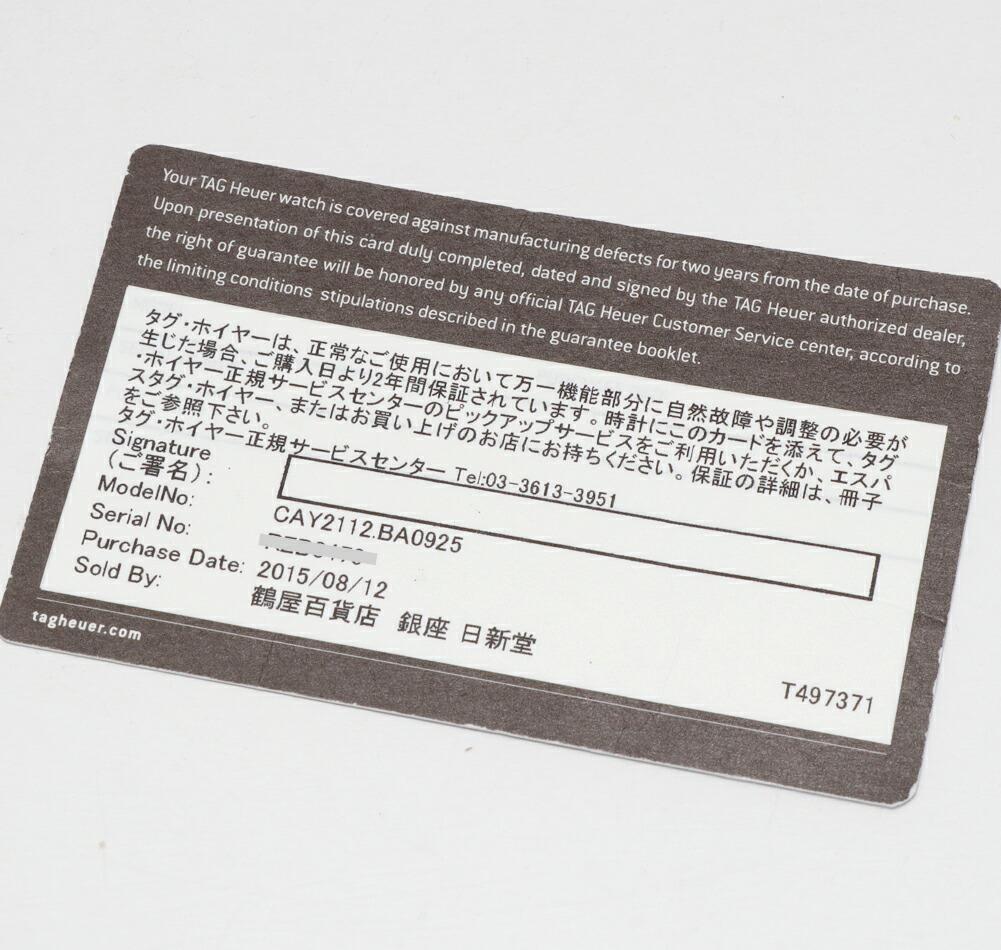 Your TAG Heuer watch is covered against manufacturing defects for two years from the date of purchase.
Upon presentation of this card duly completed, dated and signed by the TAG Heuer authorized dealer,
the right of guarantee will be honored by any official TAG Heuer Customer Service center, according to
the limiting conditions stipulations described in the guarantee booklet.
タグ・ホイヤーは、正常なご使用において万一機能部分に自然故障や調整の必要が
生じた場合、ご購入日より2年間保証されています。時計にこのカードを添えて、タグ
・ホイヤー正規サービスセンターのピックアップサービスをご利用いただくか、エスパ
スタグ・ホイヤー、またはお買い上げのお店にお持ちください。保証の詳細は、冊子
をご参照下さい。
タグ・ホイヤー正規サービスセンター Tel:03-3613-3951
Signature
(ご署名):
ModelNo: CAY2112.BA0925
Serial No:
Purchase Date: 2015/08/12
Sold By: 鶴屋百貨店 銀座 日新堂
T497371
tagheuer.com